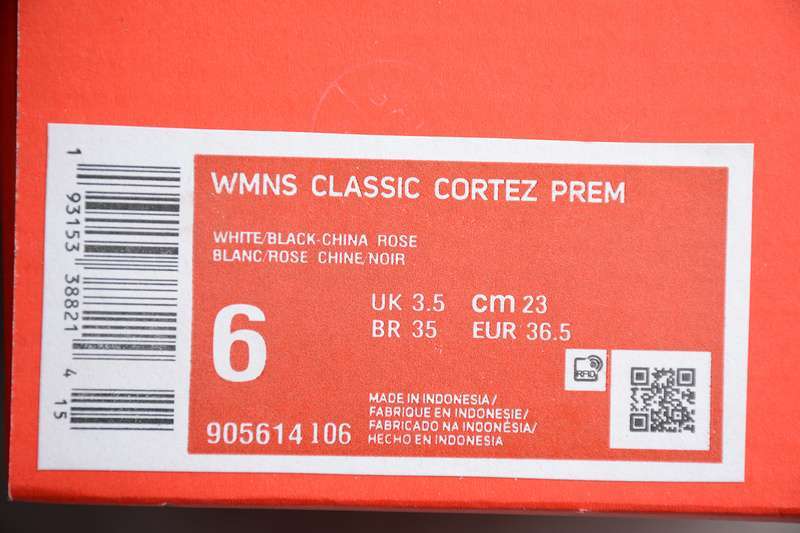 WMNS CLASSIC CORTEZ PREM
WHITE/BLACK-CHINA ROSE
BLANC/ROSE CHINE/NOIR
6
UK 3.5 cm 23
BR 35 EUR 36.5
RFID
MADE IN INDONESIA/
FABRIQUE EN INDONESIE/
FABRICADO NA INDONÉSIA/
HECHO EN INDONESIA
905614 106
1 93153 38821 4 15